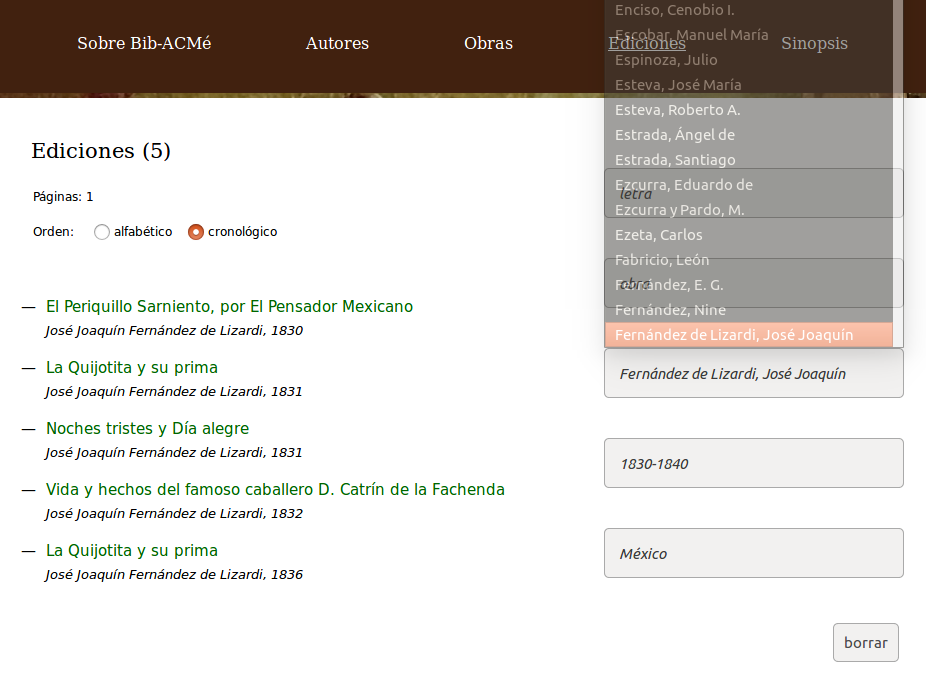 Sobre Bib-ACMé
Autores
Obras
Ediciones
Sinopsis
Ediciones (5)
Páginas: 1
Orden:
alfabético
cronológico
— El Periquillo Sarniento, por El Pensador Mexicano
José Joaquín Fernández de Lizardi, 1830
— La Quijotita y su prima
José Joaquín Fernández de Lizardi, 1831
— Noches tristes y Día alegre
José Joaquín Fernández de Lizardi, 1831
— Vida y hechos del famoso caballero D. Catrín de la Fachenda
José Joaquín Fernández de Lizardi, 1832
— La Quijotita y su prima
José Joaquín Fernández de Lizardi, 1836
Enciso, Cenobio I.
Escobar, Manuel María
Espinoza, Julio
Esteva, José María
Esteva, Roberto A.
Estrada, Ángel de
Estrada, Santiago
Ezcurra, Eduardo de
letra
Ezcurra y Pardo, M.
Ezeta, Carlos
Fabricio, León
Fernández, E. G.
obra
Fernández, Nine
Fernández de Lizardi, José Joaquín
Fernández de Lizardi, José Joaquín
1830-1840
México
borrar